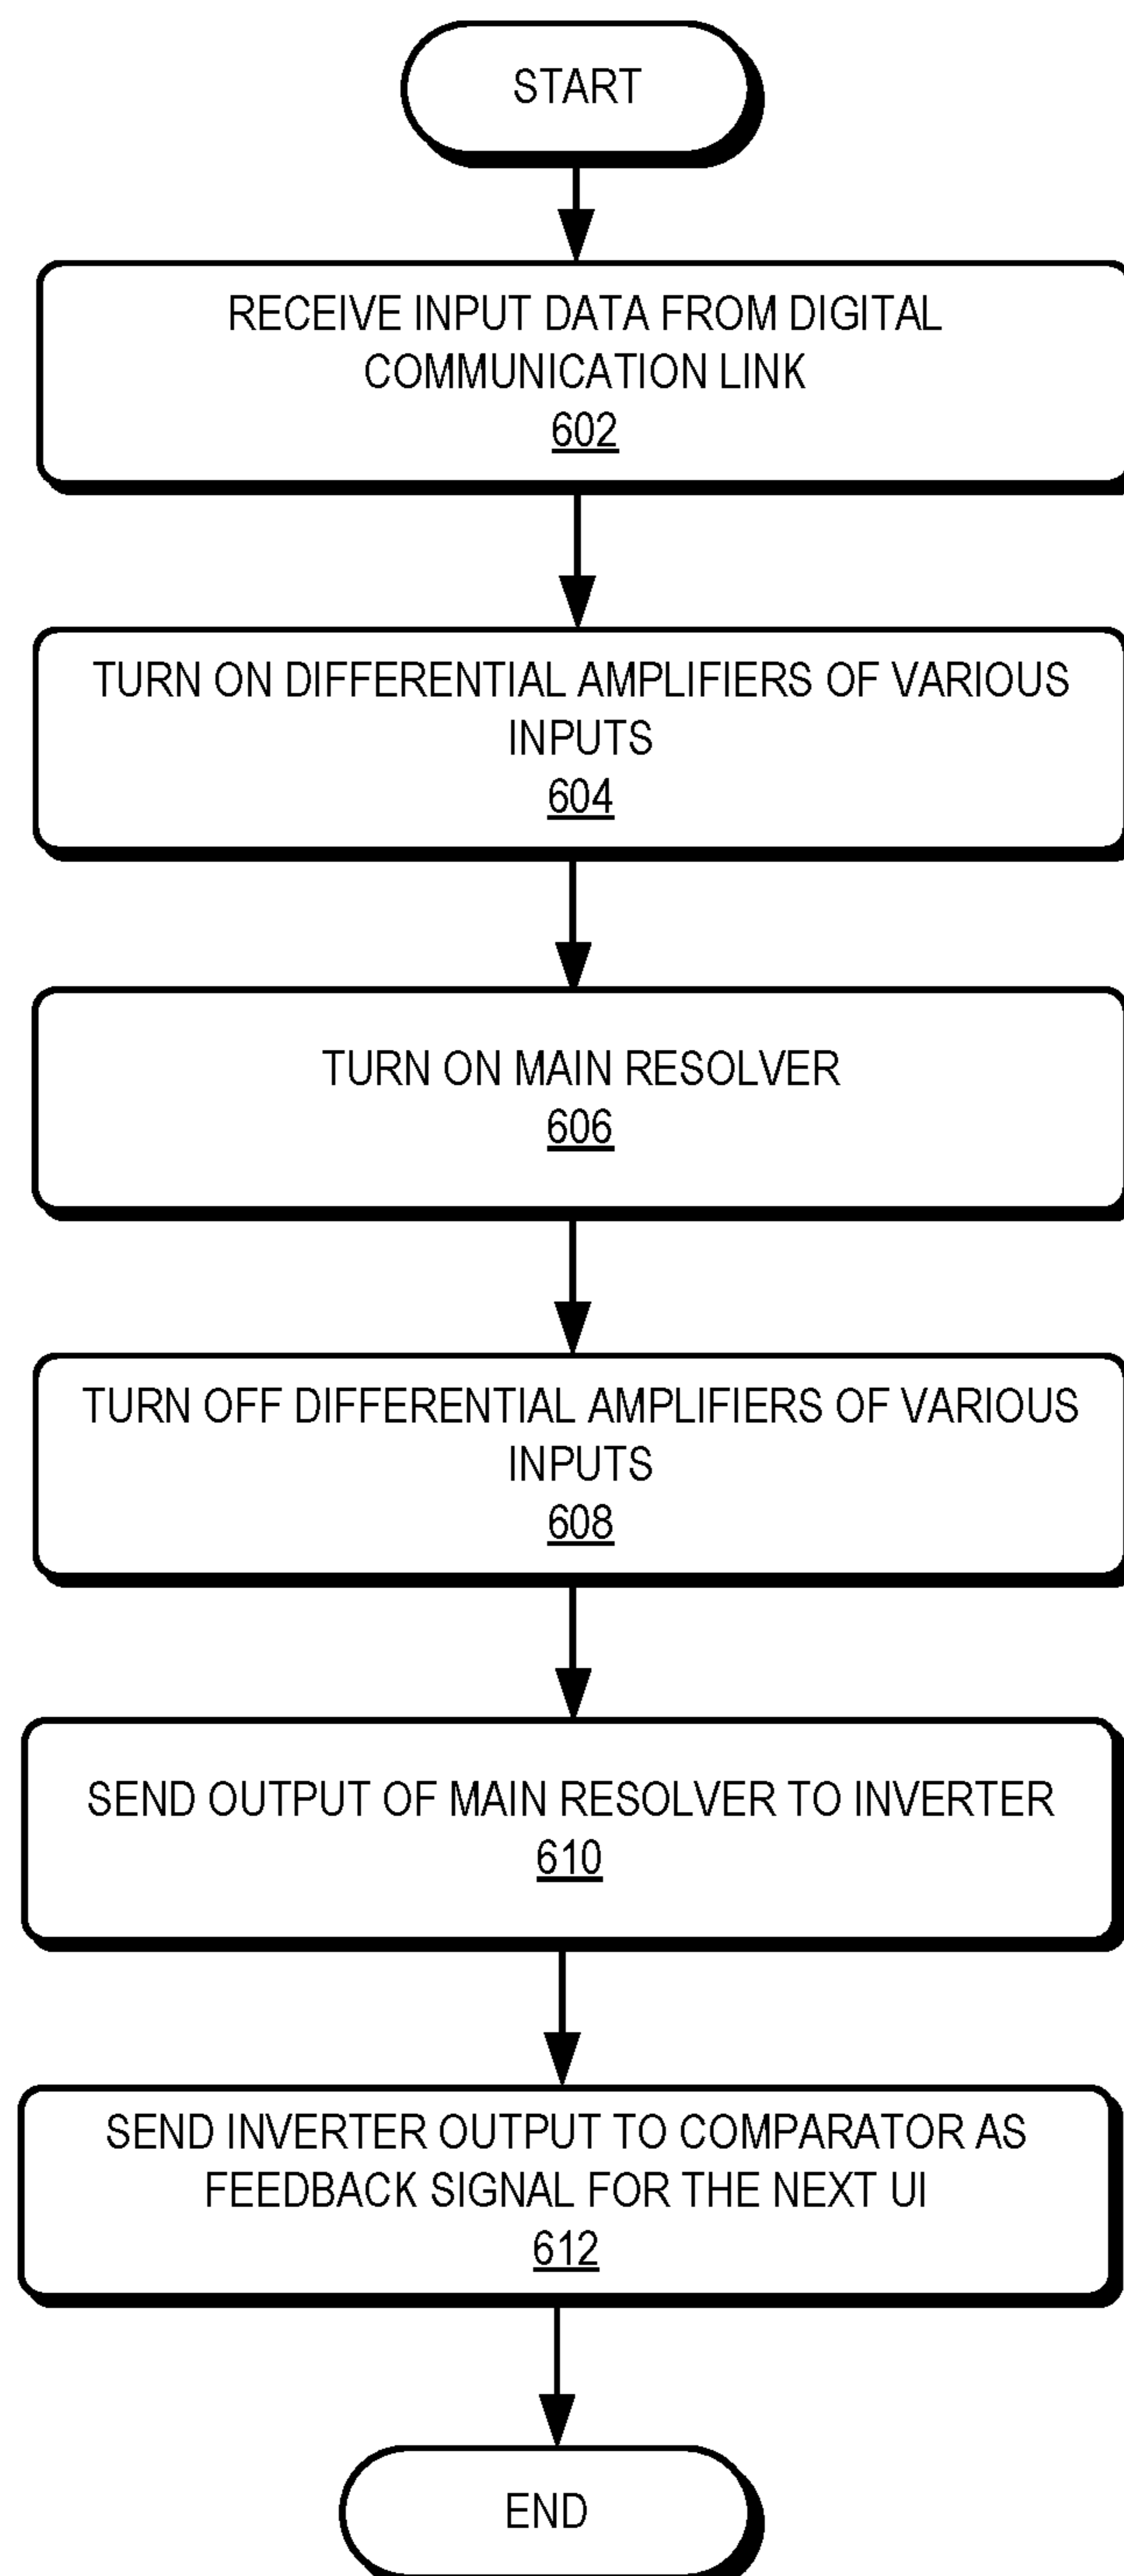 START
RECEIVE INPUT DATA FROM DIGITAL
COMMUNICATION LINK
602
TURN ON DIFFERENTIAL AMPLIFIERS OF VARIOUS
INPUTS
604
TURN ON MAIN RESOLVER
606
TURN OFF DIFFERENTIAL AMPLIFIERS OF VARIOUS
INPUTS
608
SEND OUTPUT OF MAIN RESOLVER TO INVERTER
610
SEND INVERTER OUTPUT TO COMPARATOR AS
FEEDBACK SIGNAL FOR THE NEXT UI
612
END